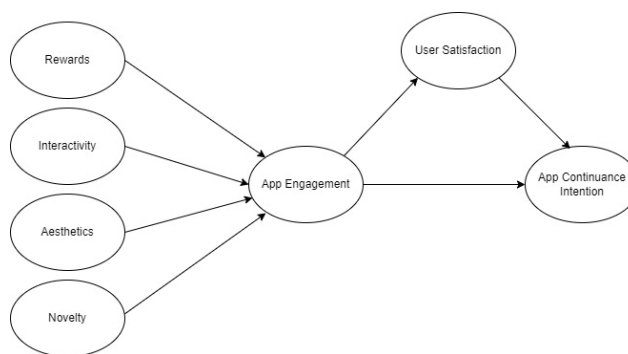 Rewards
Interactivity
Aesthetics
Novelty
App Engagement
User Satisfaction
App Continuance
Intention